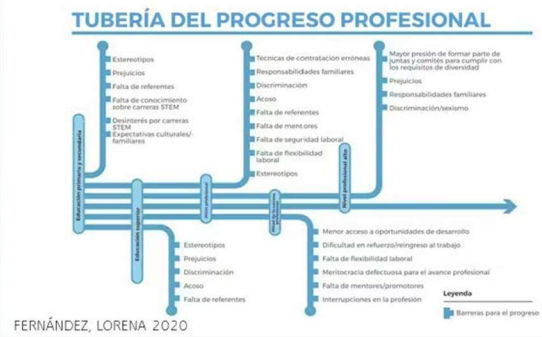 TUBERÍA DEL PROGRESO PROFESIONAL
Estereotipos
Prejuicios
Falta de referentes
Falta de conocimiento
sobre carreras STEM
Desinterés por carreras
STEM
Expectativas culturales/
familiares
Técnicas de contratación erroneas
Responsabilidades familiares
Discriminación
Acoso
Falta de referentes
Falta de mentores
Falta de seguridad laboral
Falta de flexibilidad
laboral
Estereotipos
Mayor presión de formar parte de
juntas y comités para cumplir con
los requisitos de diversidad
Prejuicios
Responsabilidades familiares
Discriminación/sexismo
Educación primaria y secundaria
Educación superior
Inicio profesional
Nivel profesional alto
Estereotipos
Prejuicios
Discriminación
Acoso
Falta de referentes
Menor acceso a oportunidades de desarrollo
Dificultad en refuerzo/reingreso al trabajo
Falta de flexibilidad laboral
Meritocracia defectuosa para el avance profesional
Falta de mentores/promotores
Interrupciones en la profesión
Leyenda
Barreras para el progreso
FERNÁNDEZ, LORENA 2020